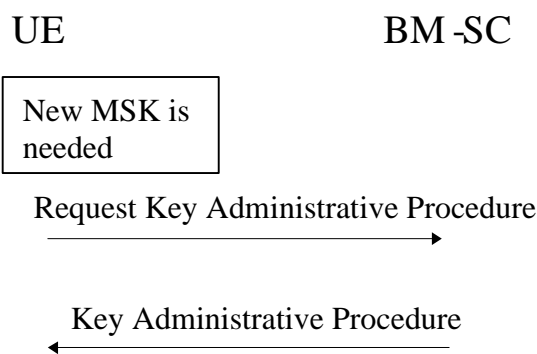 UE BM -SC
New MSK is
needed
Request Key Administrative Procedure
Key Administrative Procedure